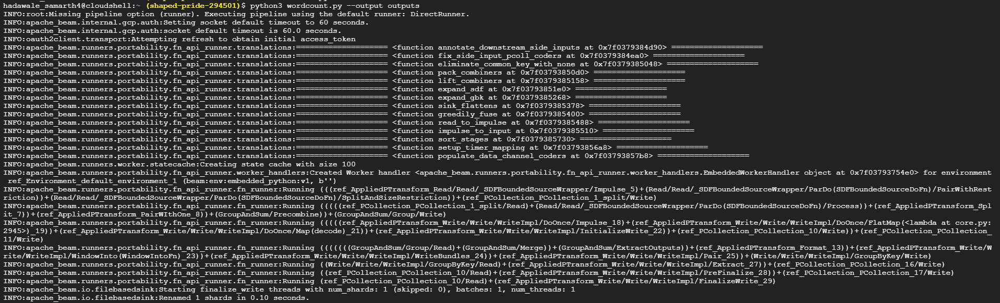 hadawale_samarth4@cloudshell:~ (shaped-pride-294501)$ python3 wordcount.py --output outputs
INFO:root:Missing pipeline option (runner). Executing pipeline using the default runner: DirectRunner.
INFO:apache_beam.internal.gcp.auth:Setting socket default timeout to 60 seconds.
INFO:apache_beam.internal.gcp.auth:socket default timeout is 60.0 seconds.
INFO:oauth2client.transport:Attempting refresh to obtain initial access_token
INFO:apache_beam.runners.portability.fn_api_runner.translations:==================== <function annotate_downstream_side_inputs at 0x7f0379384d90> ====================
INFO:apache_beam.runners.portability.fn_api_runner.translations:==================== <function fix_side_input_pcoll_coders at 0x7f0379384ea0> ====================
INFO:apache_beam.runners.portability.fn_api_runner.translations:==================== <function eliminate_common_key_with_none at 0x7f0379385048> ====================
INFO:apache_beam.runners.portability.fn_api_runner.translations:==================== <function pack_combiners at 0x7f03793850d0> ====================
INFO:apache_beam.runners.portability.fn_api_runner.translations:==================== <function lift_combiners at 0x7f0379385158> ====================
INFO:apache_beam.runners.portability.fn_api_runner.translations:==================== <function expand_sdf at 0x7f03793851e0> ====================
INFO:apache_beam.runners.portability.fn_api_runner.translations:==================== <function expand_gbk at 0x7f0379385268> ====================
INFO:apache_beam.runners.portability.fn_api_runner.translations:==================== <function sink_flattens at 0x7f0379385378> ====================
INFO:apache_beam.runners.portability.fn_api_runner.translations:==================== <function greedily_fuse at 0x7f0379385400> ====================
INFO:apache_beam.runners.portability.fn_api_runner.translations:==================== <function read_to_impulse at 0x7f0379385488> ====================
INFO:apache_beam.runners.portability.fn_api_runner.translations:==================== <function impulse_to_input at 0x7f0379385510> ====================
INFO:apache_beam.runners.portability.fn_api_runner.translations:==================== <function sort_stages at 0x7f0379385730> ====================
INFO:apache_beam.runners.portability.fn_api_runner.translations:==================== <function setup_timer_mapping at 0x7f03793856a8> ====================
INFO:apache_beam.runners.portability.fn_api_runner.translations:==================== <function populate_data_channel_coders at 0x7f03793857b8> ====================
INFO:apache_beam.runners.worker.statecache:Creating state cache with size 100
INFO:apache_beam.runners.portability.fn_api_runner.worker_handlers:Created Worker handler <apache_beam.runners.portability.fn_api_runner.worker_handlers.EmbeddedWorkerHandler object at 0x7f03793754e0> for environment
 ref_Environment_default_environment_1 (beam:env:embedded_python:v1, b'')
INFO:apache_beam.runners.portability.fn_api_runner.fn_runner:Running (((ref_AppliedPTransform_Read/Read/_SDFBoundedSourceWrapper/Impulse_5)+(Read/Read/_SDFBoundedSourceWrapper/ParDo(SDFBoundedSourceDoFn)/PairWithRest
riction))+(Read/Read/_SDFBoundedSourceWrapper/ParDo(SDFBoundedSourceDoFn)/SplitAndSizeRestriction))+(ref_PCollection_PCollection_1_split/Write)
INFO:apache_beam.runners.portability.fn_api_runner.fn_runner:Running (((((ref_PCollection_PCollection_1_split/Read)+(Read/Read/_SDFBoundedSourceWrapper/ParDo(SDFBoundedSourceDoFn)/Process))+(ref_AppliedPTransform_Spl
it_7))+(ref_AppliedPTransform_PairWIthOne_8))+(GroupAndSum/Precombine))+(GroupAndSum/Group/Write)
INFO:apache_beam.runners.portability.fn_api_runner.fn_runner:Running (((((ref_AppliedPTransform_Write/Write/WriteImpl/DoOnce/Impulse_18)+(ref_AppliedPTransform_Write/Write/WriteImpl/DoOnce/FlatMap(<lambda at core.py:
2945>)_19))+(ref_AppliedPTransform_Write/Write/WriteImpl/DoOnce/Map(decode)_21))+(ref_AppliedPTransform_Write/Write/WriteImpl/InitializeWrite_22))+(ref_PCollection_PCollection_10/Write))+(ref_PCollection_PCollection_
11/Write)
INFO:apache_beam.runners.portability.fn_api_runner.fn_runner:Running (((((((GroupAndSum/Group/Read)+(GroupAndSum/Merge))+(GroupAndSum/ExtractOutputs))+(ref_AppliedPTransform_Format_13))+(ref_AppliedPTransform_Write/W
rite/WriteImpl/WindowInto(WindowIntoFn)_23))+(ref_AppliedPTransform_Write/Write/WriteImpl/WriteBundles_24))+(ref_AppliedPTransform_Write/Write/WriteImpl/Pair_25))+(Write/Write/WriteImpl/GroupByKey/Write)
INFO:apache_beam.runners.portability.fn_api_runner.fn_runner:Running ((Write/Write/WriteImpl/GroupByKey/Read)+(ref_AppliedPTransform_Write/Write/WriteImpl/Extract_27))+(ref_PCollection_PCollection_16/Write)
INFO:apache_beam.runners.portability.fn_api_runner.fn_runner:Running ((ref_PCollection_PCollection_10/Read)+(ref_AppliedPTransform_Write/Write/WriteImpl/PreFinalize_28))+(ref_PCollection_PCollection_17/Write)
INFO:apache_beam.runners.portability.fn_api_runner.fn_runner:Running (ref_PCollection_PCollection_10/Read)+(ref_AppliedPTransform_Write/Write/WriteImpl/FinalizeWrite_29)
INFO:apache_beam.io.filebasedsink:Starting finalize_write threads with num_shards: 1 (skipped: 0), batches: 1, num_threads: 1
INFO:apache_beam.io.filebasedsink:Renamed 1 shards in 0.10 seconds.